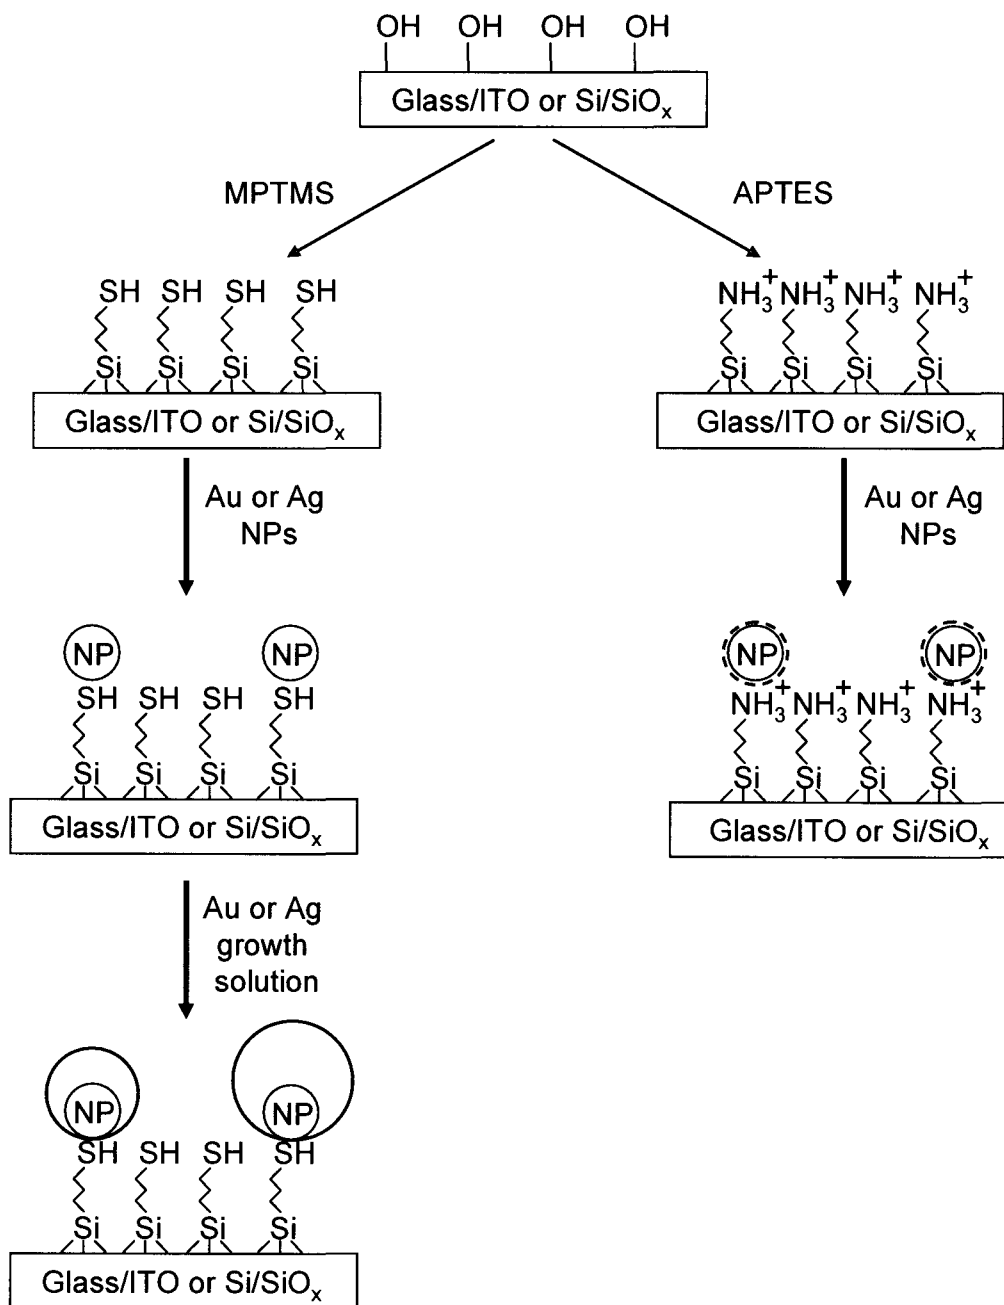 OH OH OH OH
Glass/ITO or Si/SiOx
MPTMS APTES
SH SH SH SH
NH3+ NH3+ NH3+ NH3+
Si Si Si Si
Si Si Si Si
Glass/ITO or Si/SiOx
Glass/ITO or Si/SiOx
Au or Ag
NPs
Au or Ag
NPs
NP NP
NP NP
SH SH SH SH
NH3+ NH3+ NH3+ NH3+
Si Si Si Si
Si Si Si Si
Glass/ITO or Si/SiOx
Glass/ITO or Si/SiOx
Au or Ag
growth
solution
NP NP
SH SH SH SH
Si Si Si Si
Glass/ITO or Si/SiOx